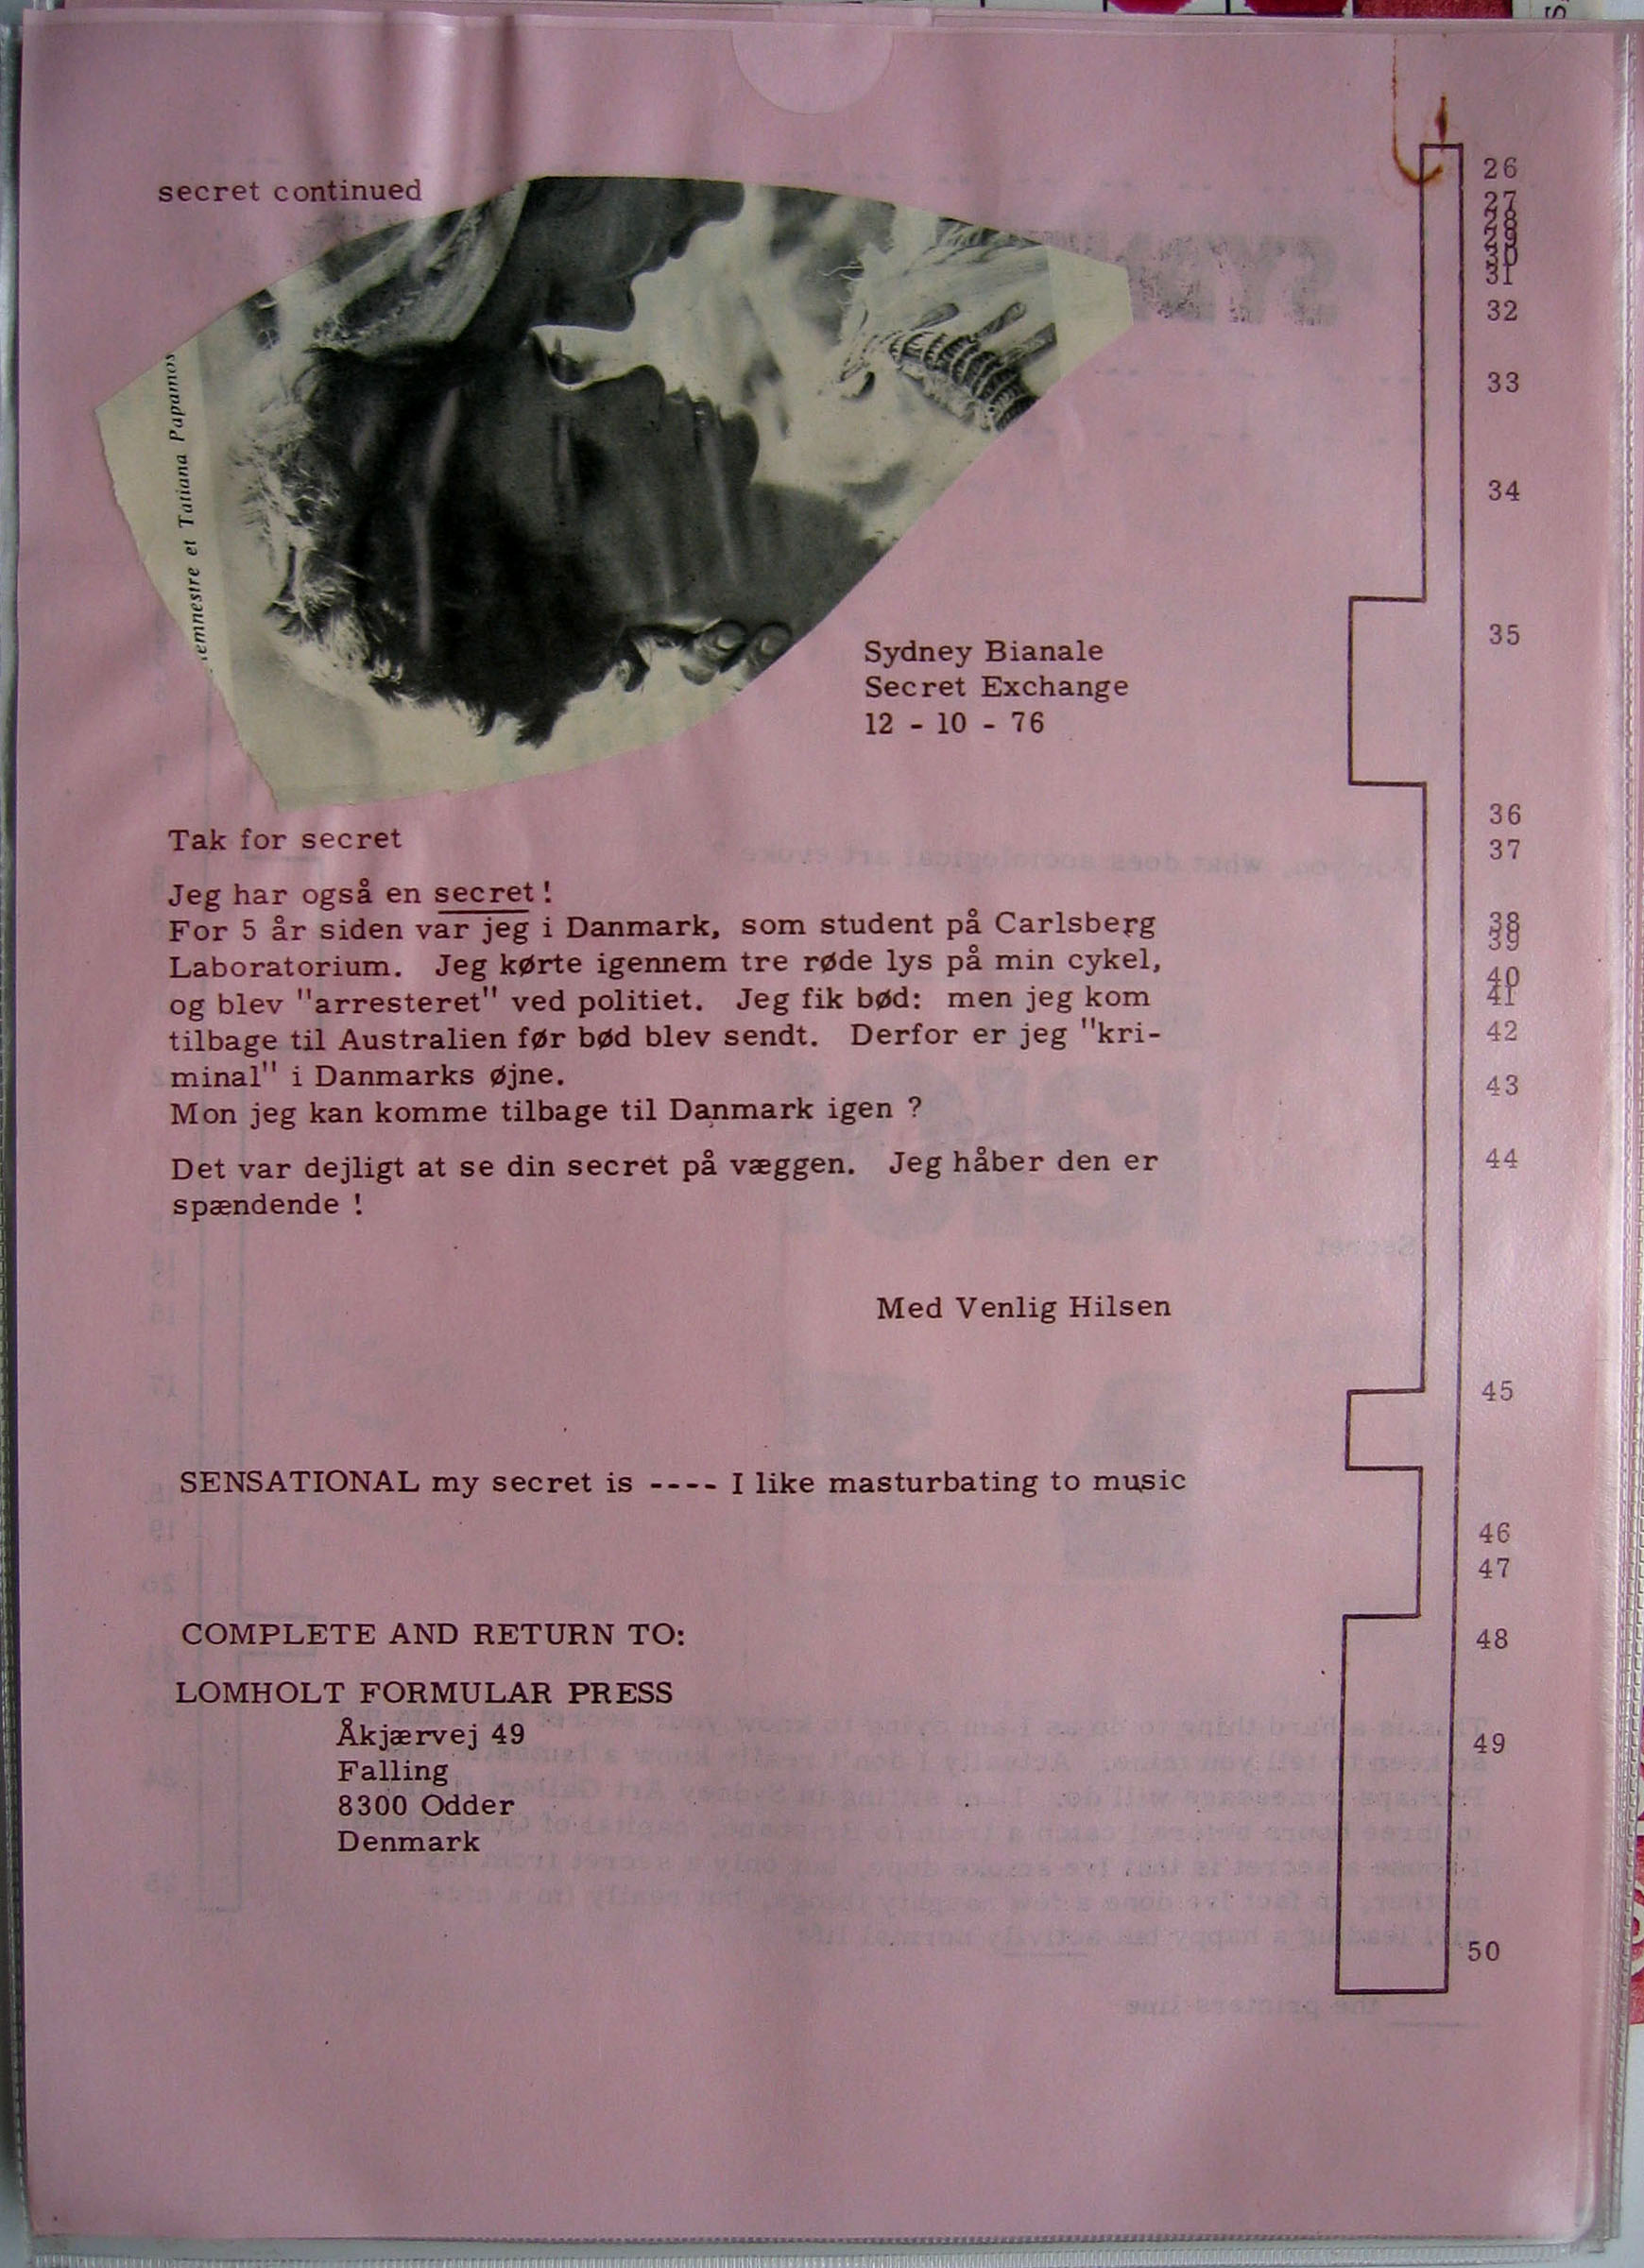 secret continued
emnestre et Tatiana Papamos
Sydney Bianale
Secret Exchange
12 - 10 - 76
Tak for secret
Jeg har også en secret !
For 5 år siden var jeg i Danmark, som student på Carlsberg
Laboratorium. Jeg kørte igennem tre røde lys på min cykel,
og blev "arresteret" ved politiet. Jeg fik bød: men jeg kom
tilbage til Australien før bød blev sendt. Derfor er jeg "kri-
minal" i Danmarks øjne.
Mon jeg kan komme tilbage til Danmark igen ?
Det var dejligt at se din secret på væggen. Jeg håber den er
spændende !
Med Venlig Hilsen
SENSATIONAL my secret is ---- I like masturbating to music
COMPLETE AND RETURN TO:
LOMHOLT FORMULAR PRESS
Åkjærvej 49
Falling
8300 Odder
Denmark
26
27
28
29
30
31
32
33
34
35
36
37
38
39
40
41
42
43
44
45
46
47
48
49
50